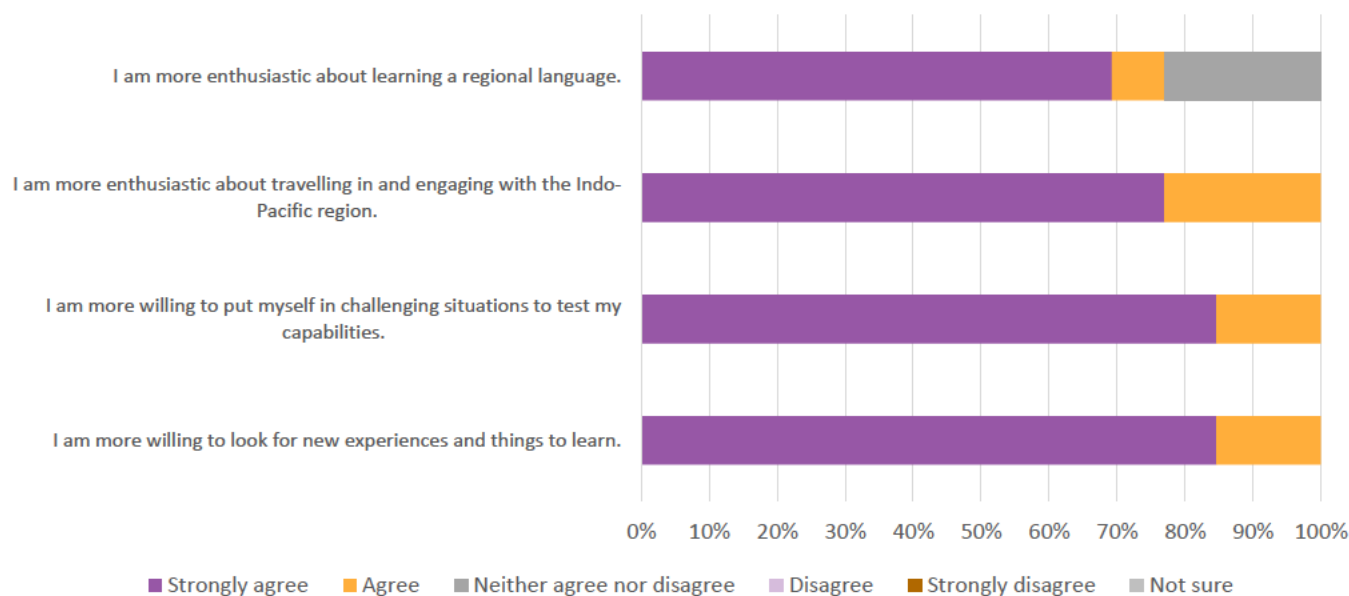 I am more enthusiastic about learning a regional language.
I am more enthusiastic about travelling in and engaging with the Indo-
Pacific region.
I am more willing to put myself in challenging situations to test my
capabilities.
I am more willing to look for new experiences and things to learn.
0% 10% 20% 30% 40% 50% 60% 70% 80% 90% 100%
Strongly agree Agree Neither agree nor disagree Disagree Strongly disagree Not sure